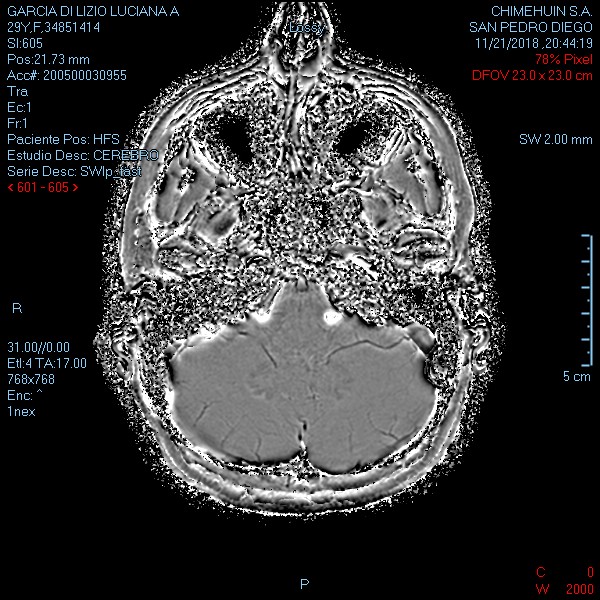 GARCIA DI LIZIO LUCIANA A
29Y,F,34851414
SI:605
Pos:21.73 mm
Acc#: 200500030955
Tra
Ec:1
Fr:1
Paciente Pos: HFS
Estudio Desc: CEREBRO
Serie Desc: SWIp_fast
< 601 - 605 >
Lossy
CHIMEHUIN S.A.
SAN PEDRO DIEGO
11/21/2018 ,20:44:19
78% Pixel
DFOV 23.0 x 23.0 cm
SW 2.00 mm
R
31.00//0.00
Etl:4 TA:17.00
768x768
Enc: ^
1nex
5 cm
P
C 0
W 2000